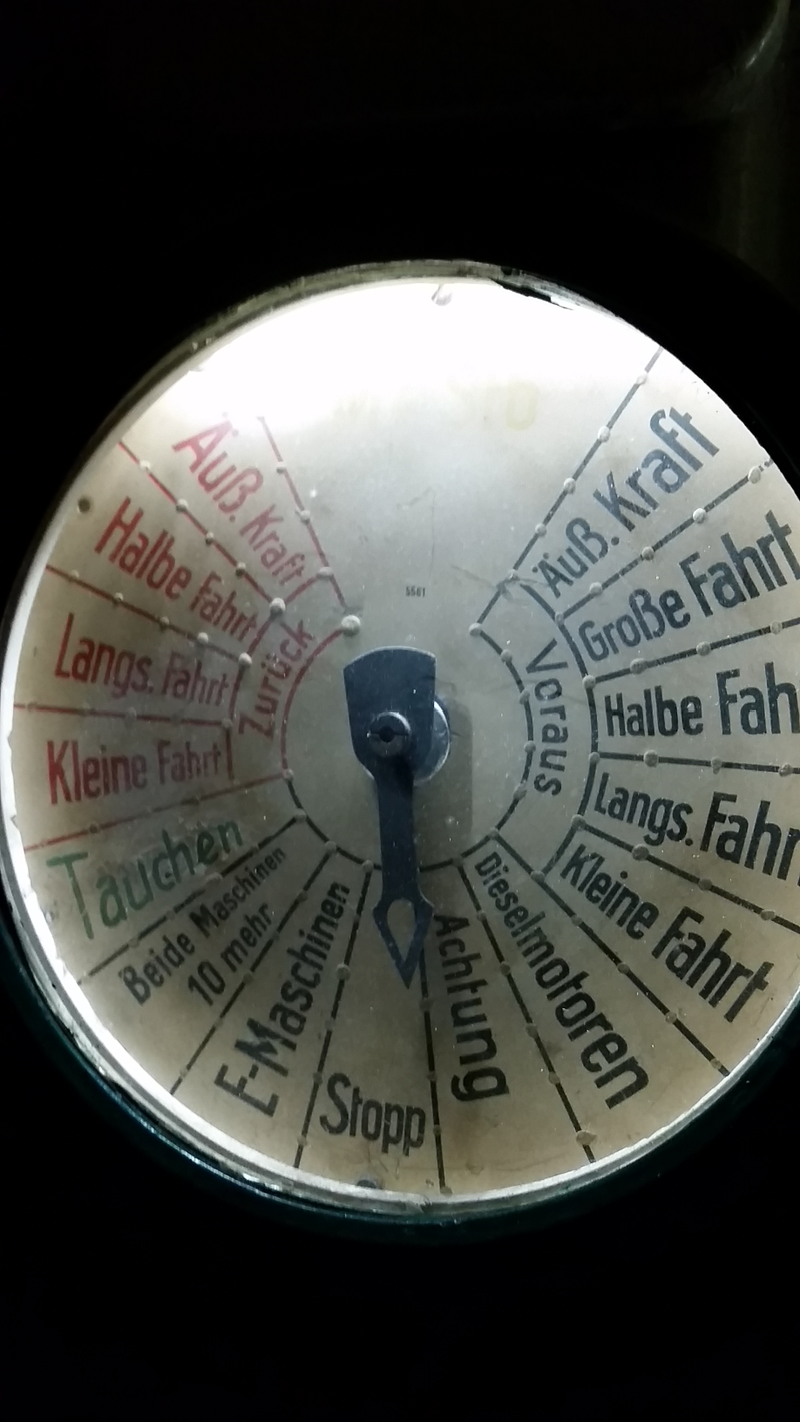 Äuß. Kraft
Halbe Fahrt
Langs. Fahrt
Kleine Fahrt
Zurück
Tauchen
Beide Maschinen
10 mehr
E-Maschinen
Stopp
Achtung
Dieselmotoren
Kleine Fahrt
Langs. Fahr
Halbe Fah
Große Fahrt
Äuß. Kraft
Voraus
5561